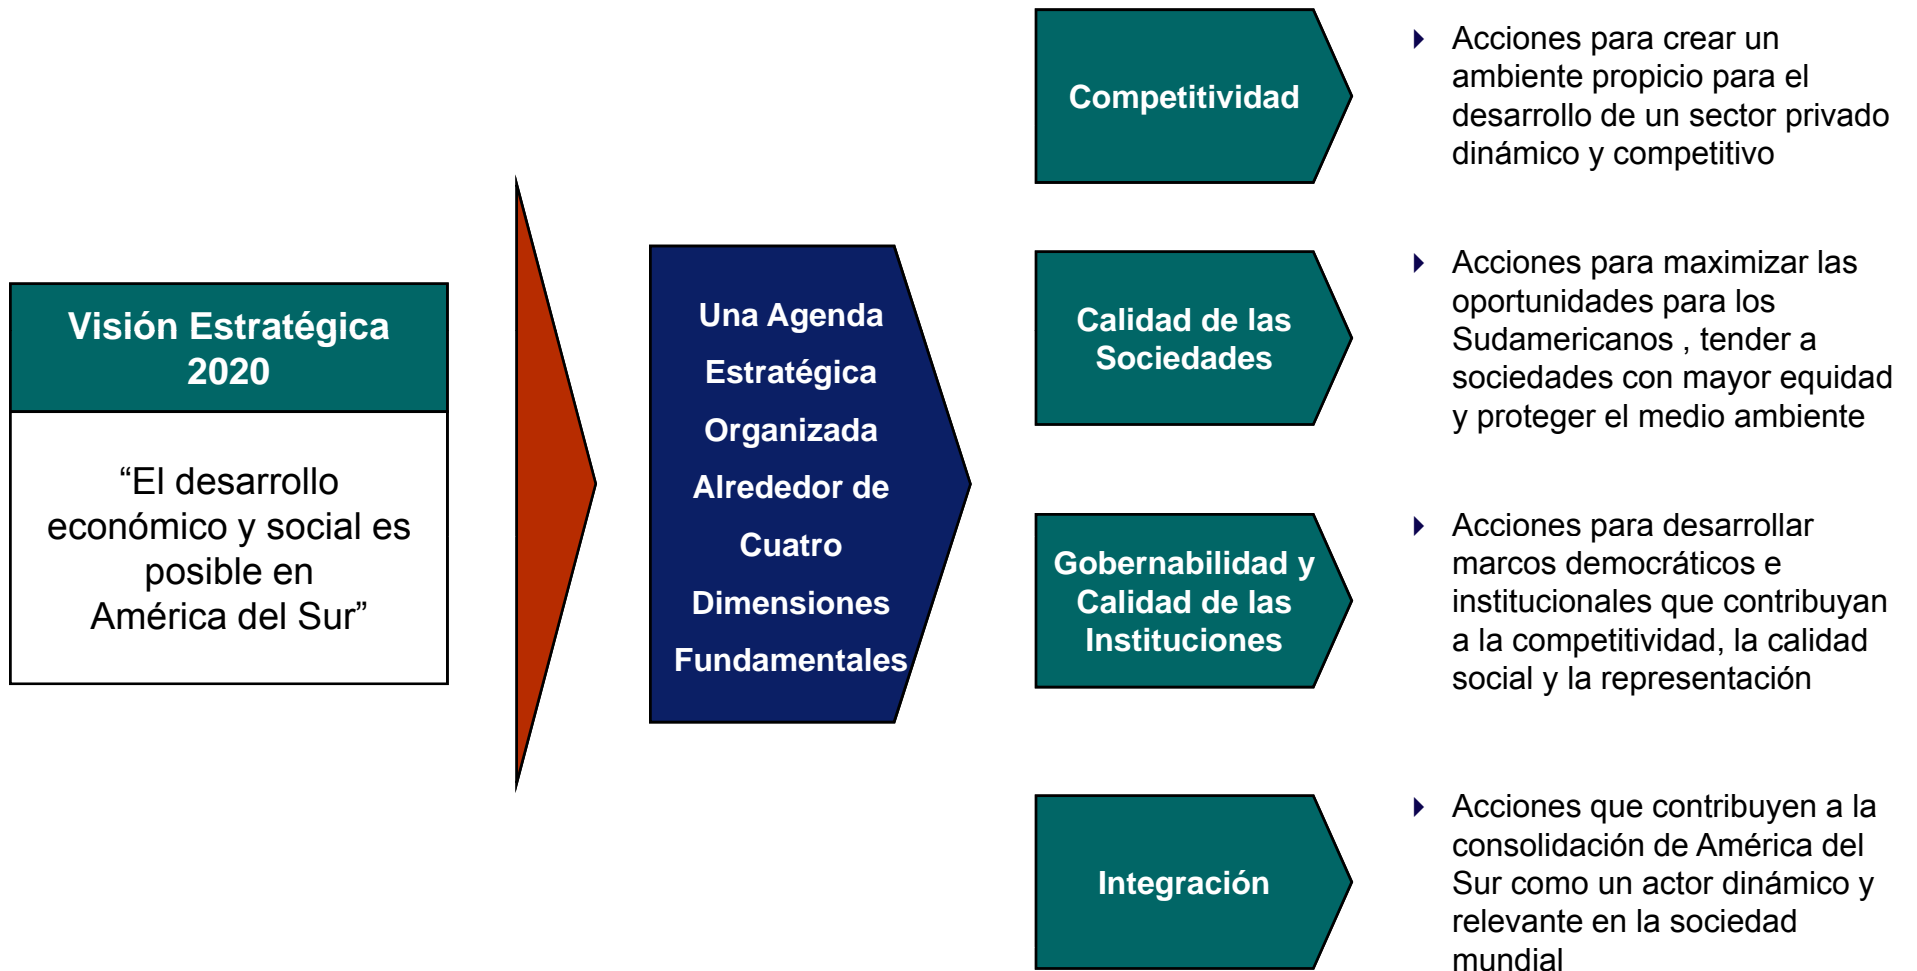 Visión Estratégica
2020
“El desarrollo
económico y social es
posible en
América del Sur”
Una Agenda
Estratégica
Organizada
Alrededor de
Cuatro
Dimensiones
Fundamentales
Competitividad
Acciones para crear un
ambiente propicio para el
desarrollo de un sector privado
dinámico y competitivo
Calidad de las
Sociedades
Acciones para maximizar las
oportunidades para los
Sudamericanos , tender a
sociedades con mayor equidad
y proteger el medio ambiente
Gobernabilidad y
Calidad de las
Instituciones
Acciones para desarrollar
marcos democráticos e
institucionales que contribuyan
a la competitividad, la calidad
social y la representación
Integración
Acciones que contribuyen a la
consolidación de América del
Sur como un actor dinámico y
relevante en la sociedad
mundial